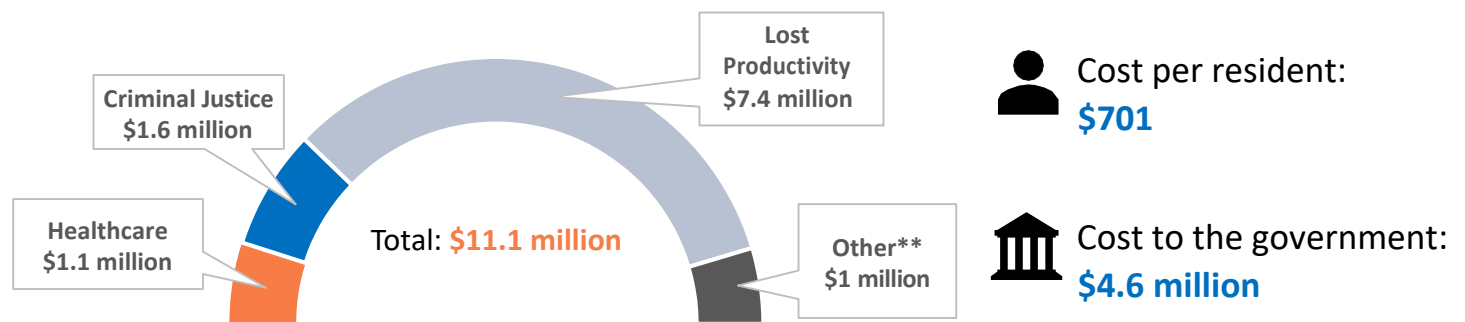 Lost
Productivity
$7.4 million
Criminal Justice
$1.6 million
Healthcare
$1.1 million
Total: $11.1 million
Other**
$1 million
Cost per resident:
$701
Cost to the government:
$4.6 million